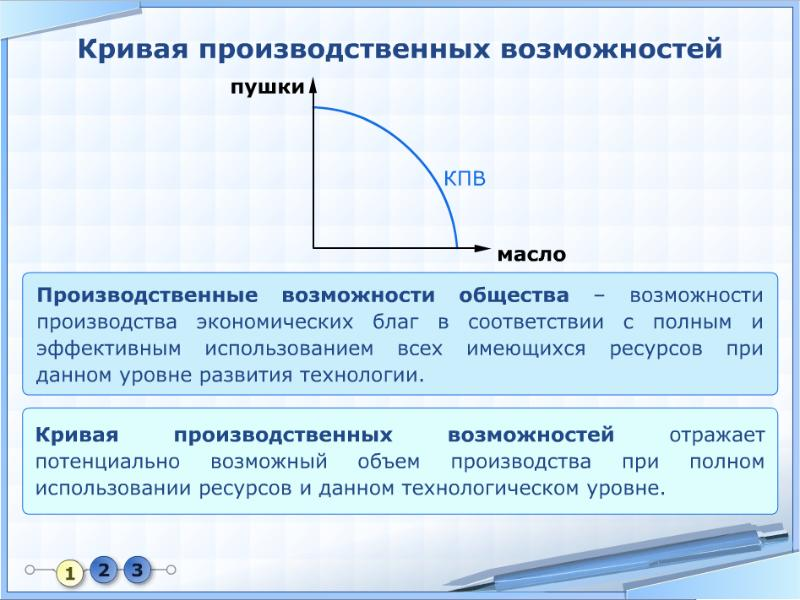 Кривая производственных возможностей
пушки
КПВ
масло
Производственные возможности общества – возможности
производства экономических благ в соответствии с полным и
эффективным использованием всех имеющихся ресурсов при
данном уровне развития технологии.
Кривая производственных возможностей отражает
потенциально возможный объем производства при полном
использовании ресурсов и данном технологическом уровне.
1 2 3